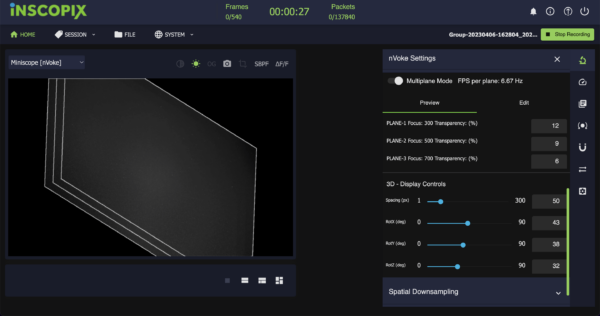 iNSCOPIX
Frames
0/540
00:00:27
Packets
0/137840
HOME
SESSION
FILE
SYSTEM
Group-20230406-162804_202...
Stop Recording
Miniscope [nVoke]
SBPF
ΔF/F
nVoke Settings
Multiplane Mode FPS per plane: 6.67 Hz
Preview Edit
PLANE-1 Focus: 300 Transparency: (%) 12
PLANE-2 Focus: 500 Transparency: (%) 9
PLANE-3 Focus: 700 Transparency: (%) 6
3D - Display Controls
Spacing (px) 1 300 50
RotX (deg) 0 90 43
RotY (deg) 0 90 38
RotZ (deg) 0 90 32
Spatial Downsampling